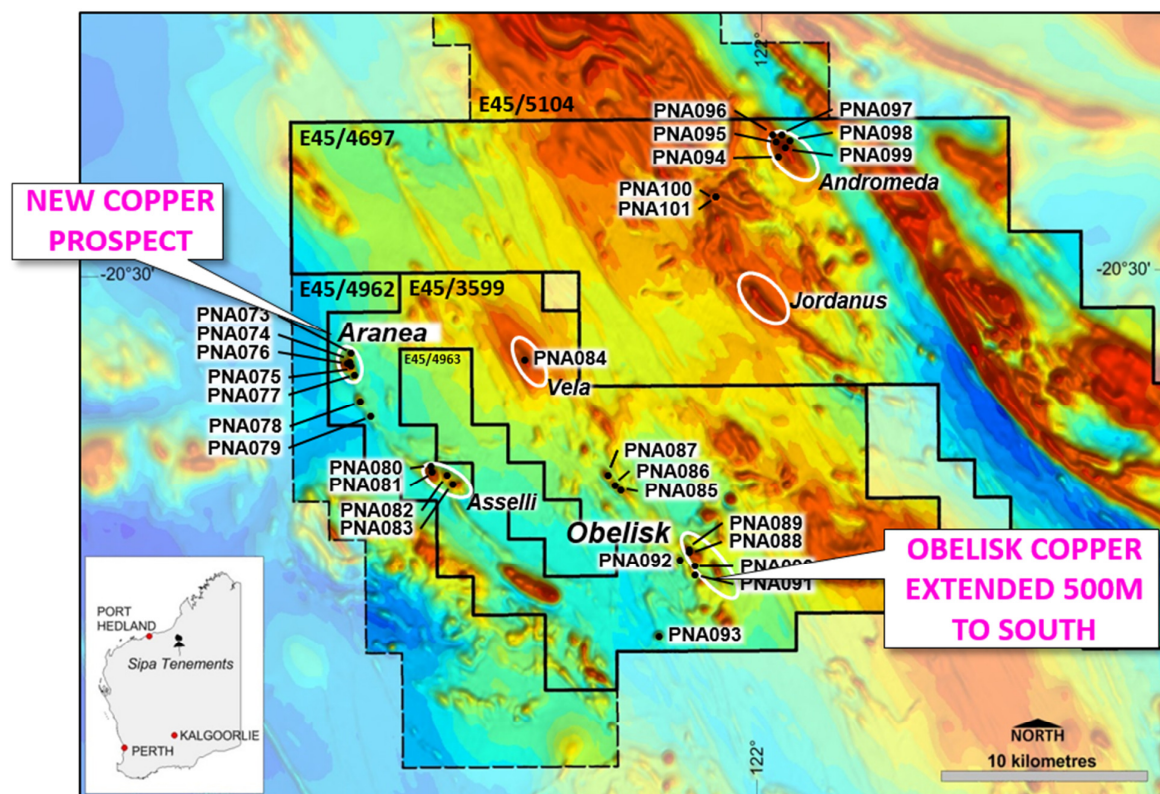 122°
E45/5104
PNA096
PNA097
E45/4697
PNA095
PNA098
PNA094
PNA099
Andromeda
PNA100
PNA101
NEW COPPER
PROSPECT
-20°30'
-20°30'
E45/4962
E45/3599
Jordanus
PNA073
PNA074
Aranea
PNA076
E45/4963
PNA084
PNA075
Vela
PNA077
PNA078
PNA079
PNA087
PNA080
PNA086
PNA081
PNA085
Asselli
PNA082
PNA083
Obelisk
PNA089
PNA088
PNA092
PNA091
OBELISK COPPER
EXTENDED 500M
TO SOUTH
PNA093
PORT
HEDLAND
Sipa Tenements
KALGOORLIE
PERTH
NORTH
10 kilometres
122°